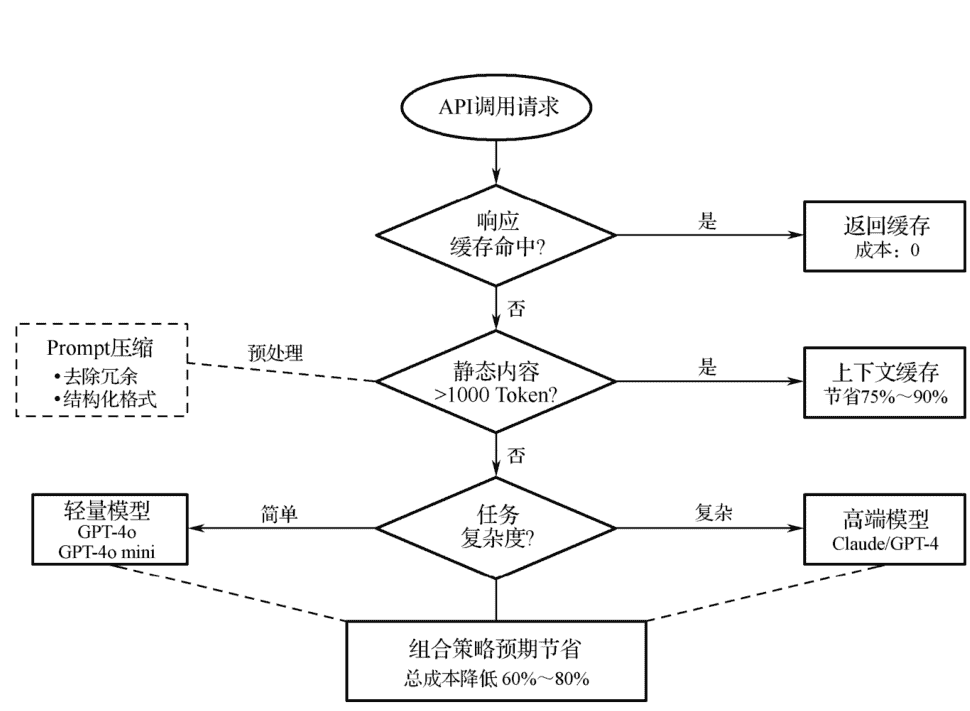 API调用请求
响应
缓存命中?
是
返回缓存
成本：0
否
Prompt压缩
•去除冗余
•结构化格式
预处理
静态内容
>1000 Token?
是
上下文缓存
节省75%～90%
否
轻量模型
GPT-4o
GPT-4o mini
简单
任务
复杂度?
复杂
高端模型
Claude/GPT-4
组合策略预期节省
总成本降低 60%～80%